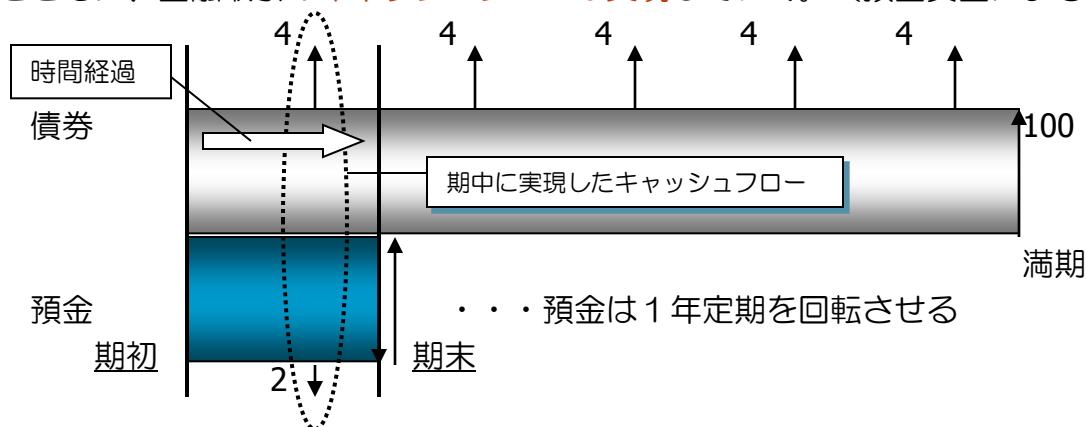 4 4 4 4 4
時間経過
債券
100
期中に実現したキャッシュフロー
満期
預金
・・・預金は１年定期を回転させる
期初
期末
2